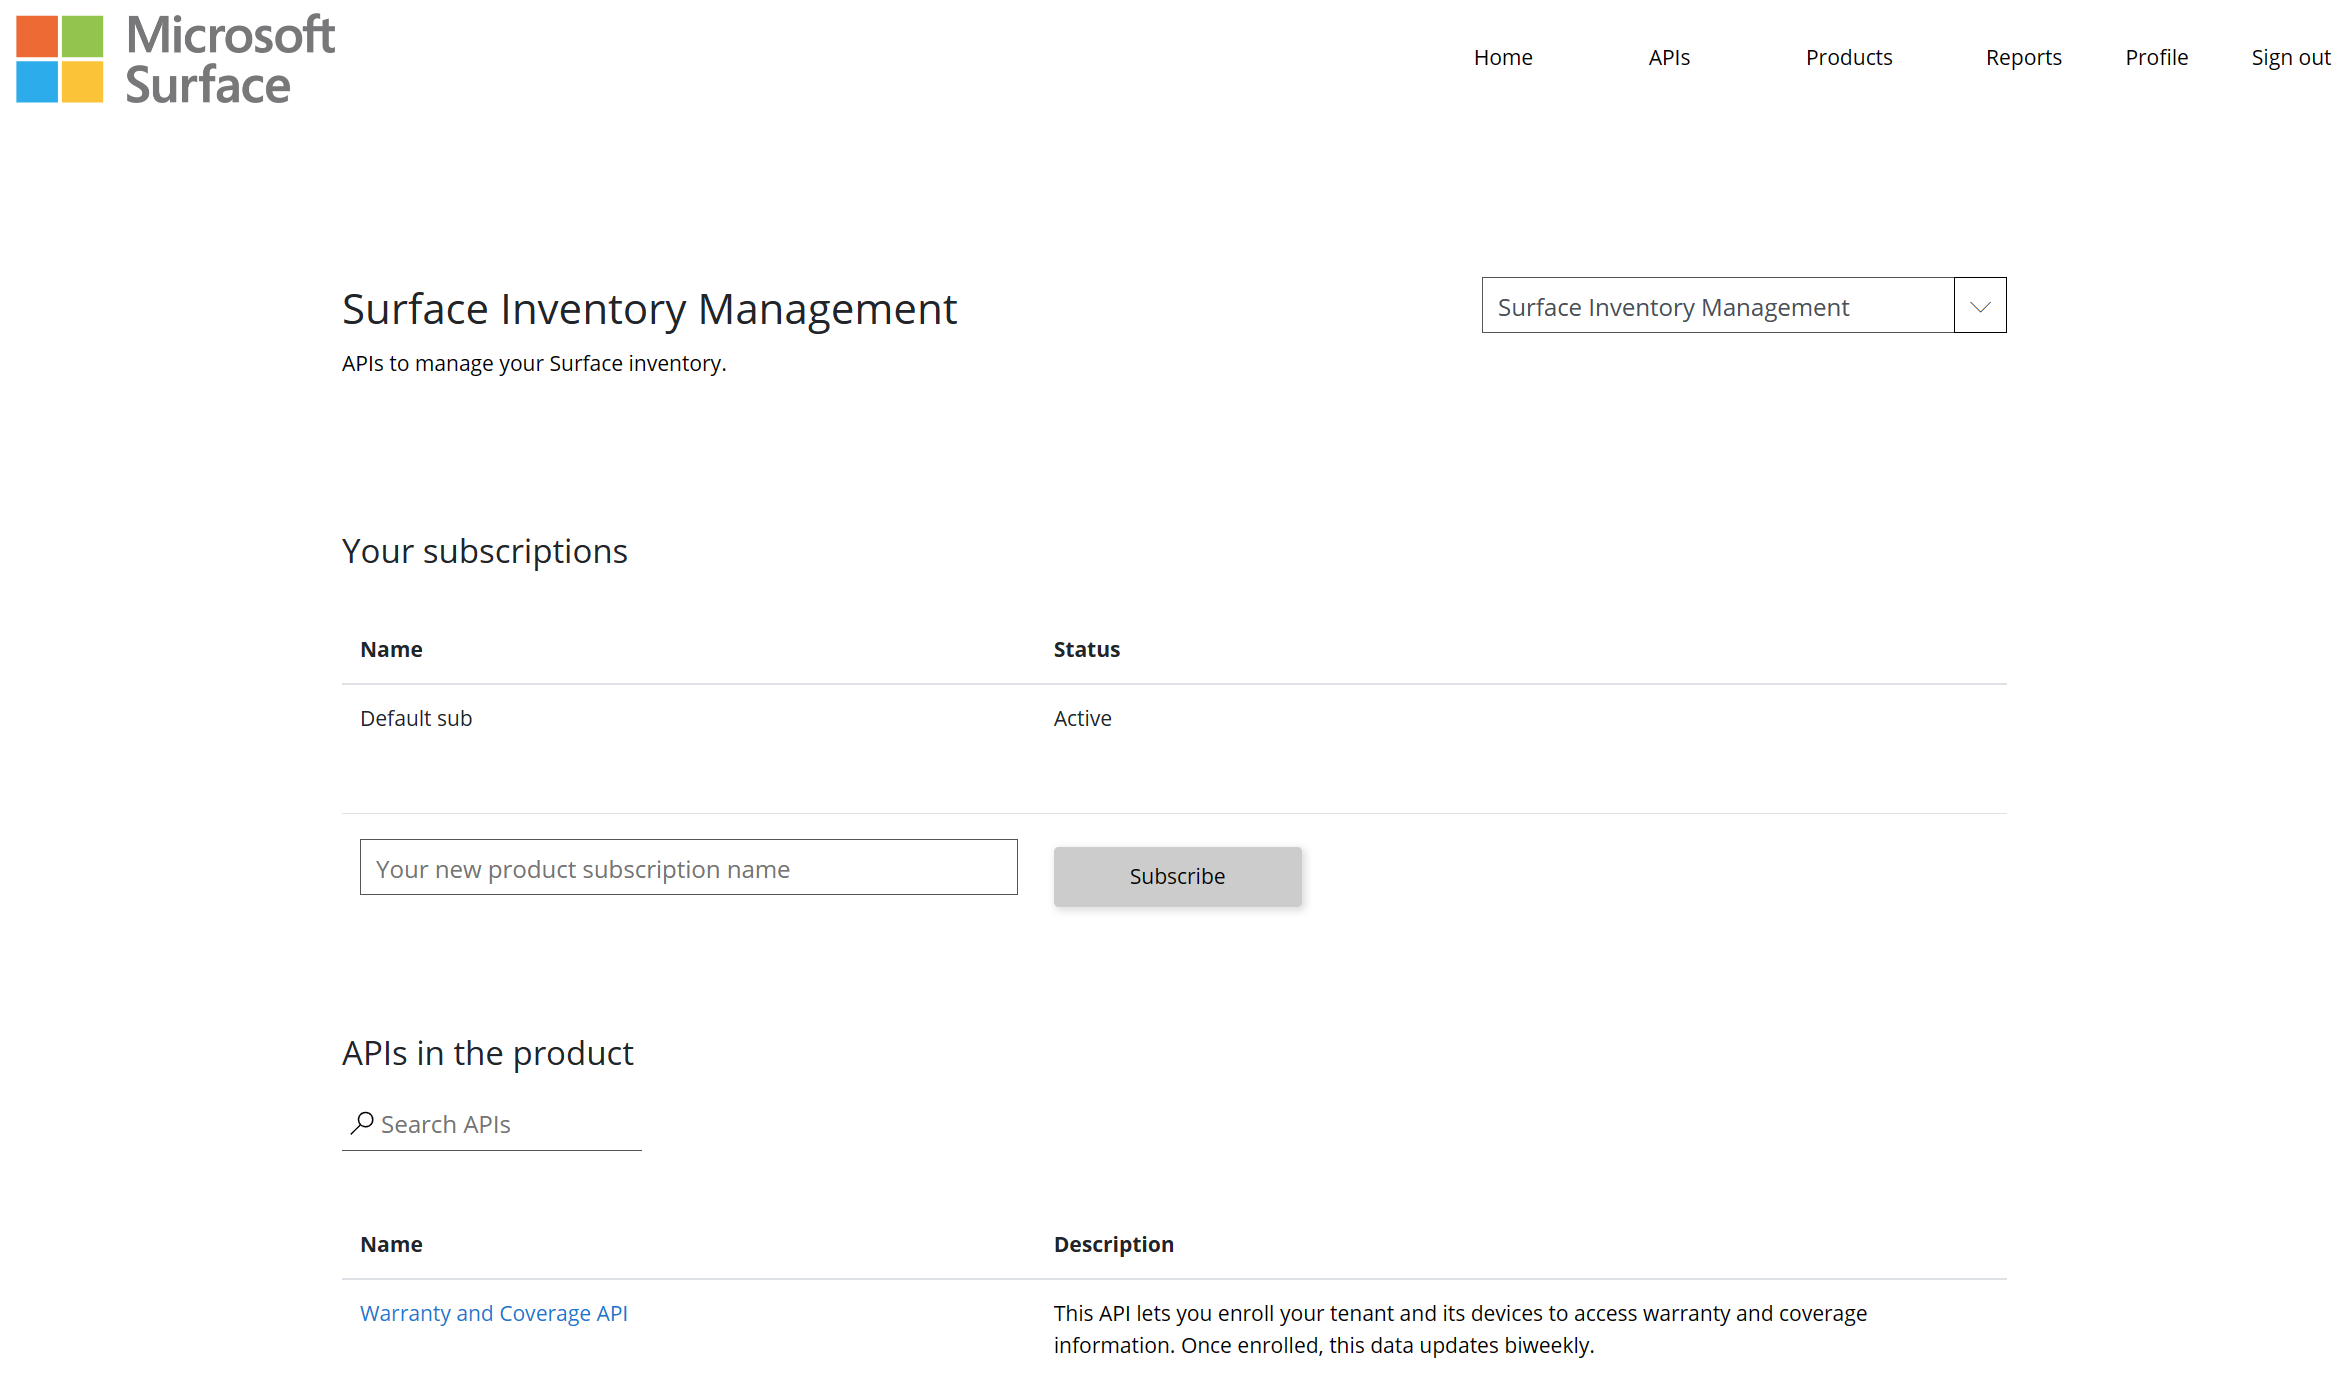 Microsoft
Surface
Home APIs Products Reports Profile Sign out
Surface Inventory Management
Surface Inventory Management
APIs to manage your Surface inventory.
Your subscriptions
Name Status
Default sub Active
Your new product subscription name
Subscribe
APIs in the product
Search APIs
Name Description
Warranty and Coverage API This API lets you enroll your tenant and its devices to access warranty and coverage
information. Once enrolled, this data updates biweekly.